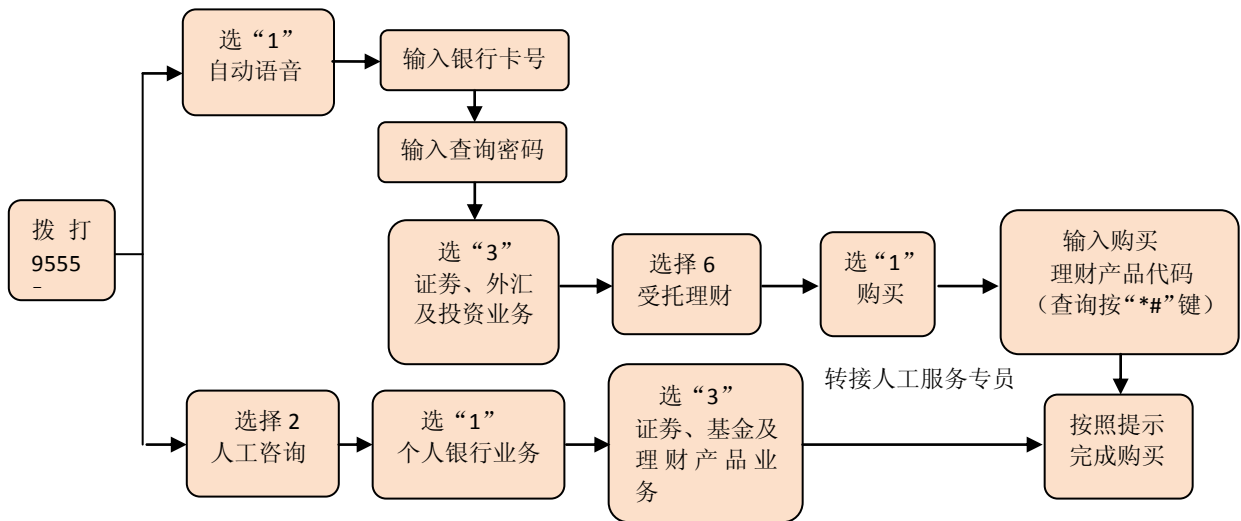 选“1”
自动语音
输入银行卡号
输入查询密码
拨 打
9555
选“3”
证券、外汇
及投资业务
选择 6
受托理财
选“1”
购买
输入购买
理财产品代码
（查询按“*#”键）
转接人工服务专员
选择 2
人工咨询
选“1”
个人银行业务
选“3”
证券、基金及
理财产品业
务
按照提示
完成购买